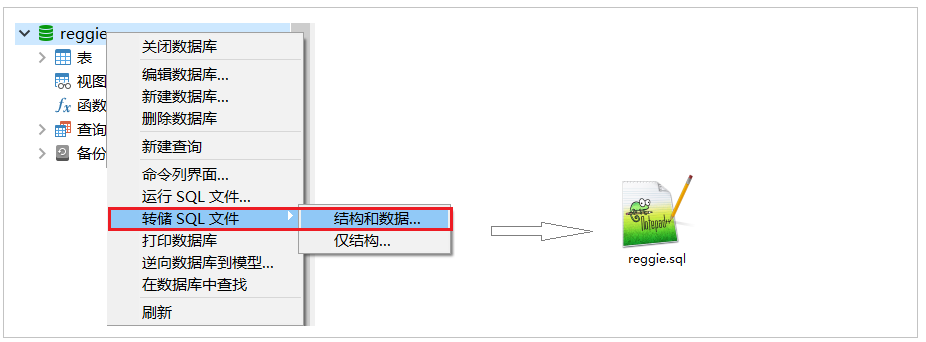 reggie
表
视图
fx 函数
查询
备份
关闭数据库
编辑数据库...
新建数据库...
删除数据库
新建查询
命令列界面...
运行 SQL 文件...
转储 SQL 文件
结构和数据...
打印数据库
仅结构...
逆向数据库到模型...
在数据库中查找
刷新
Notepad++
reggie.sql